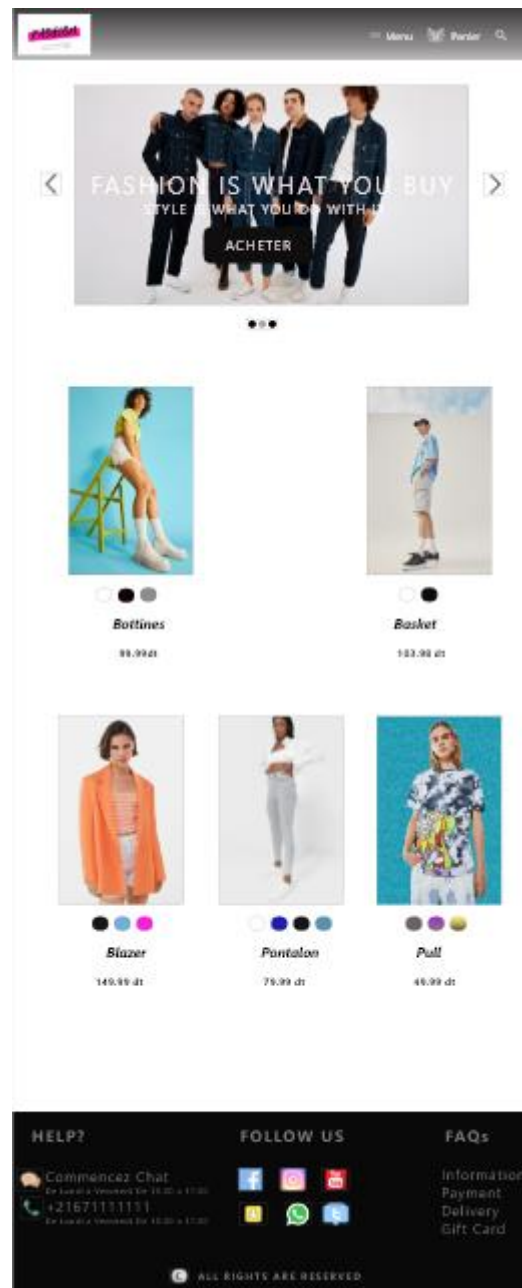 Menu Panier
FASHION IS WHAT YOU BUY
STYLE IS WHAT YOU DO WITH IT
ACHETER
Bottines Basket
99.99dt 103.98 dt
Blazer Pantalon Pull
149.99 dt 79.99 dt 49.99 dt
HELP? FOLLOW US FAQs
Commencez Chat Information
Payment
+21671111111 Delivery
Gift Card
ALL RIGHTS ARE RESERVED